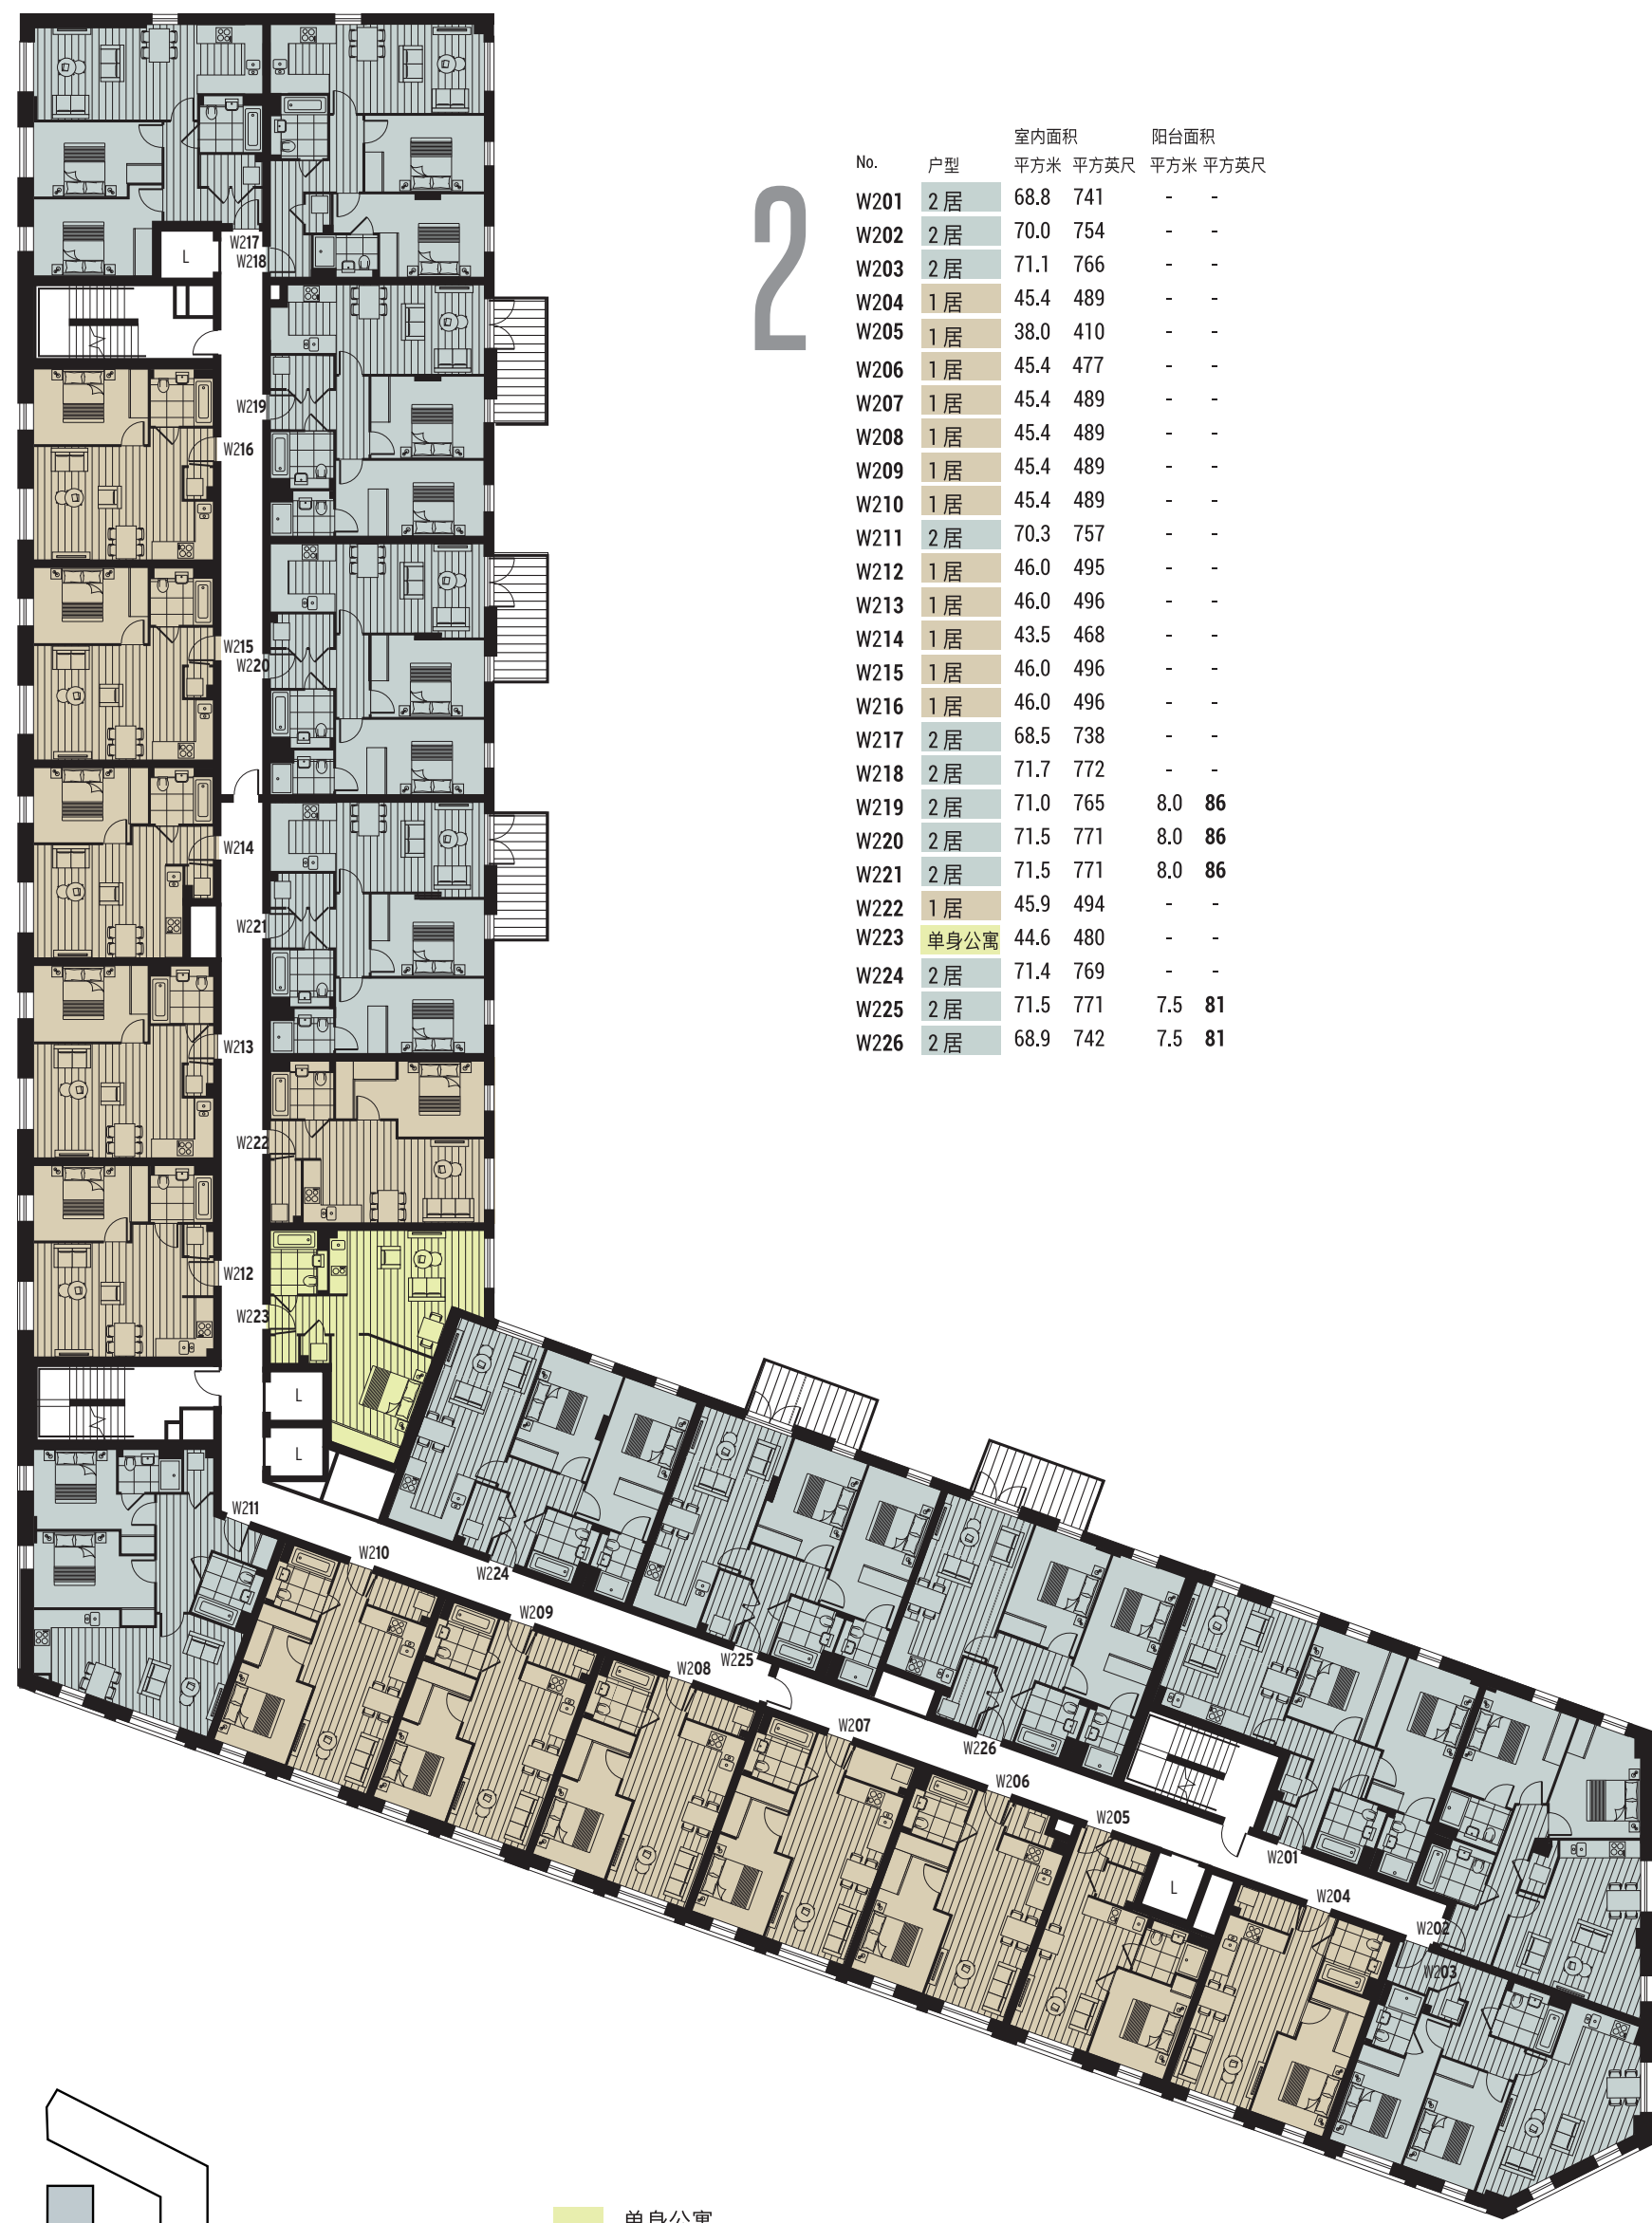 2
室内面积 阳台面积
No. 户型 平方米 平方英尺 平方米 平方英尺
W201 2 居 68.8 741 - -
W202 2 居 70.0 754 - -
W203 2 居 71.1 766 - -
W204 1 居 45.4 489 - -
W205 1 居 38.0 410 - -
W206 1 居 45.4 477 - -
W207 1 居 45.4 489 - -
W208 1 居 45.4 489 - -
W209 1 居 45.4 489 - -
W210 1 居 45.4 489 - -
W211 2 居 70.3 757 - -
W212 1 居 46.0 495 - -
W213 1 居 46.0 496 - -
W214 1 居 43.5 468 - -
W215 1 居 46.0 496 - -
W216 1 居 46.0 496 - -
W217 2 居 68.5 738 - -
W218 2 居 71.7 772 - -
W219 2 居 71.0 765 8.0 86
W220 2 居 71.5 771 8.0 86
W221 2 居 71.5 771 8.0 86
W222 1 居 45.9 494 - -
W223 单身公寓 44.6 480 - -
W224 2 居 71.4 769 - -
W225 2 居 71.5 771 7.5 81
W226 2 居 68.9 742 7.5 81
W217
L
W218
W219
W216
W215
W220
W214
W221
W213
W222
W212
W223
L
L
W211
W210
W224
W209
W225
W208
W207
W226
W206
W205
W201
L
W204
W202
W203
单身公寓